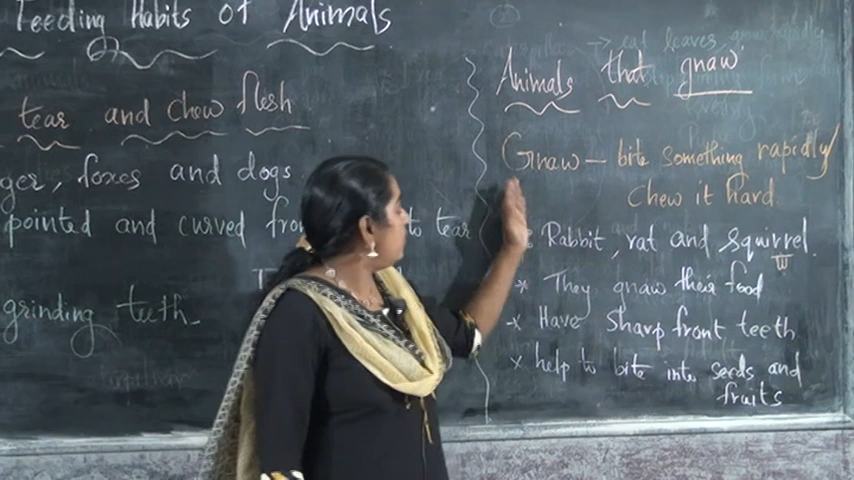 Feeding Habits of Animals
tear and chew flesh
ger, foxes and dogs
pointed and curved to tear
grinding teeth
Animals that gnaw
Gnaw – bite something rapidly/
chew it hard
* Rabbit, rat and squirrel.
* They gnaw their food
* Have sharp front teeth
* help to bite into seeds and
fruits